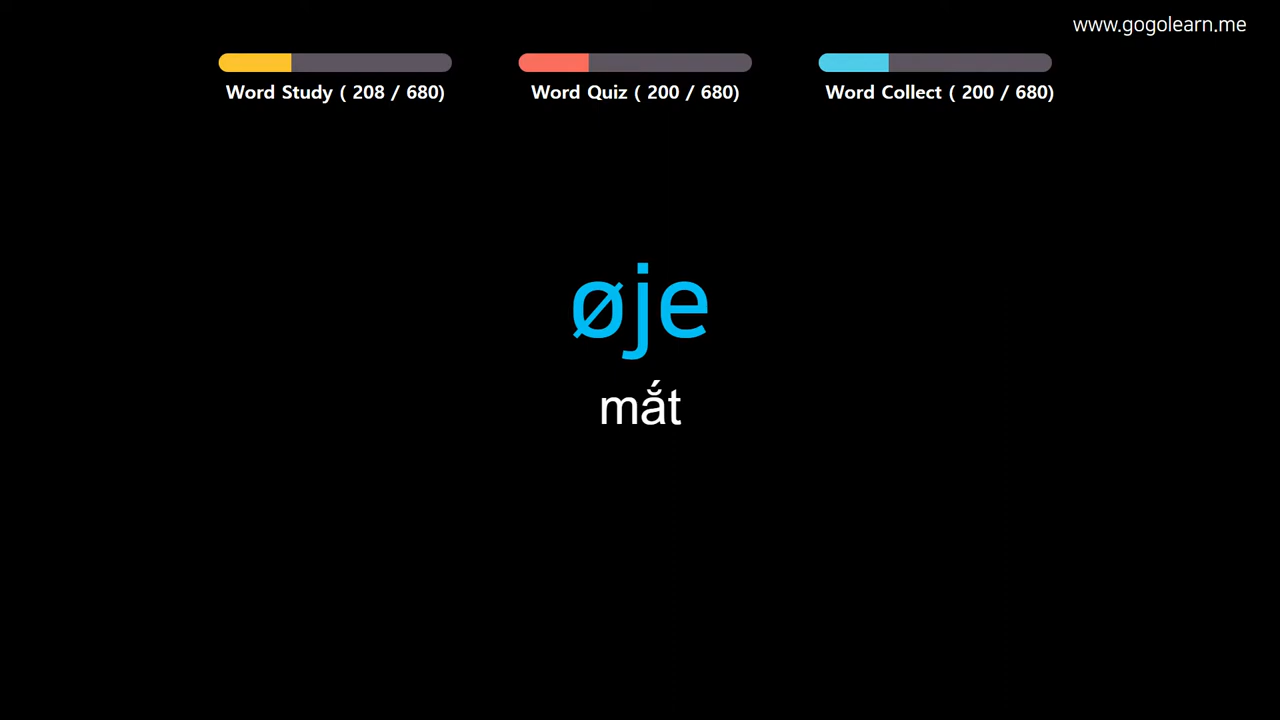 www.gogolearn.me
Word Study ( 208 / 680)
Word Quiz ( 200 / 680)
Word Collect ( 200 / 680)
øje
mắt